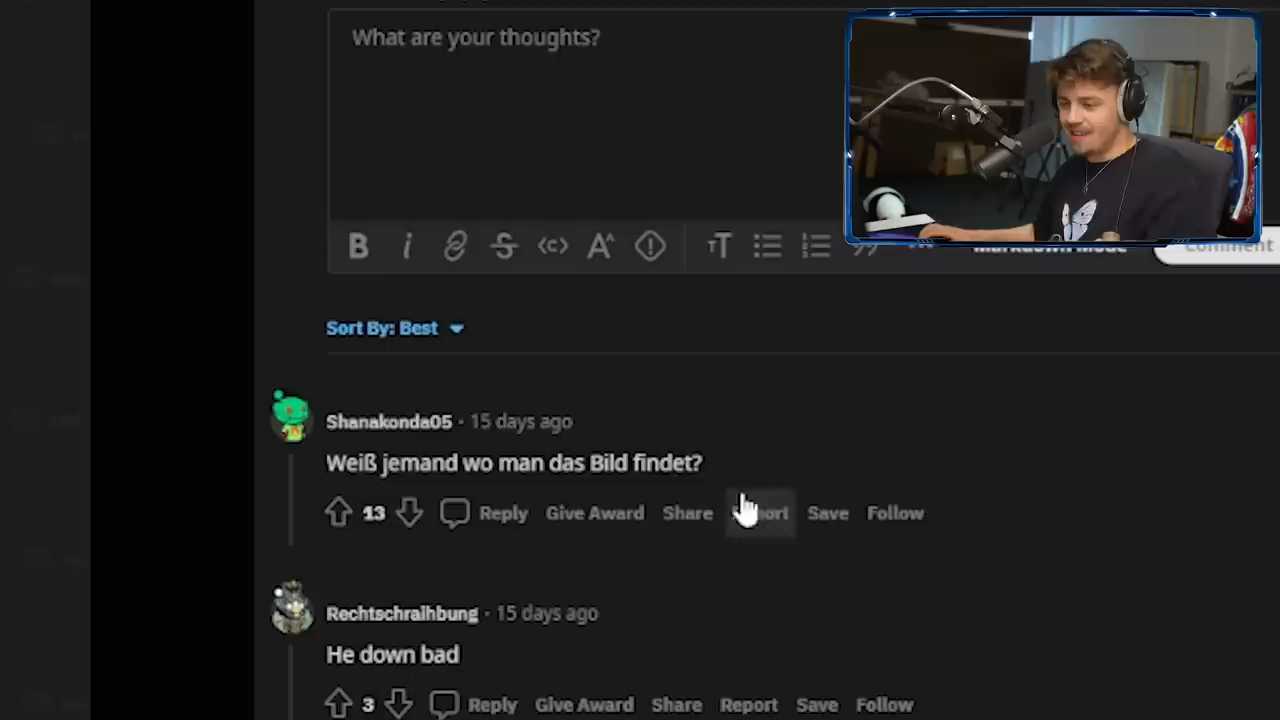 What are your thoughts?
Markdown Mode
Comment
Sort By: Best
Shanakonda05 · 15 days ago
Weiß jemand wo man das Bild findet?
13 Reply Give Award Share Report Save Follow
Rechtschraihbung · 15 days ago
He down bad
3 Reply Give Award Share Report Save Follow